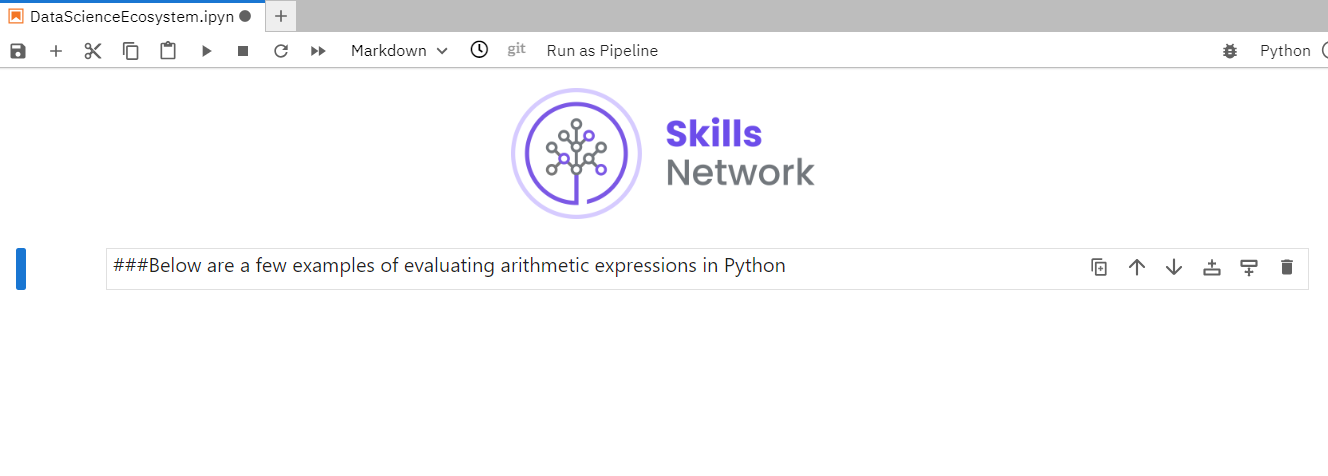 DataScienceEcosystem.ipyn
Markdown
git
Run as Pipeline
Python
Skills
Network
###Below are a few examples of evaluating arithmetic expressions in Python